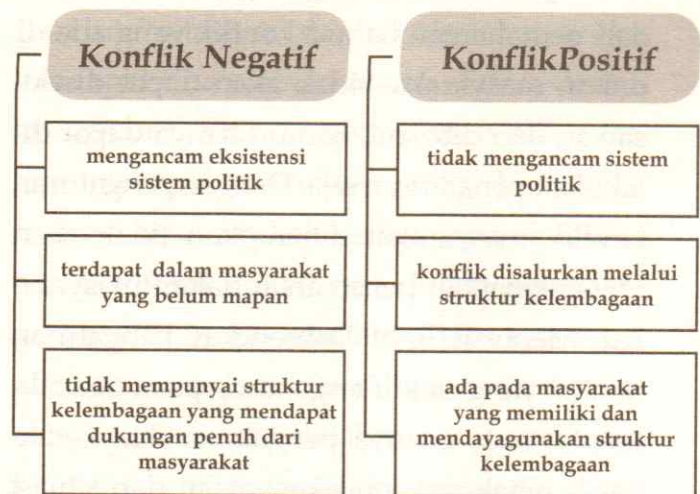 Konflik Negatif
mengancam eksistensi
sistem politik
terdapat dalam masyarakat
yang belum mapan
tidak mempunyai struktur
kelembagaan yang mendapat
dukungan penuh dari
masyarakat
KonflikPositif
tidak mengancam sistem
politik
konflik disalurkan melalui
struktur kelembagaan
ada pada masyarakat
yang memiliki dan
mendayagunakan struktur
kelembagaan